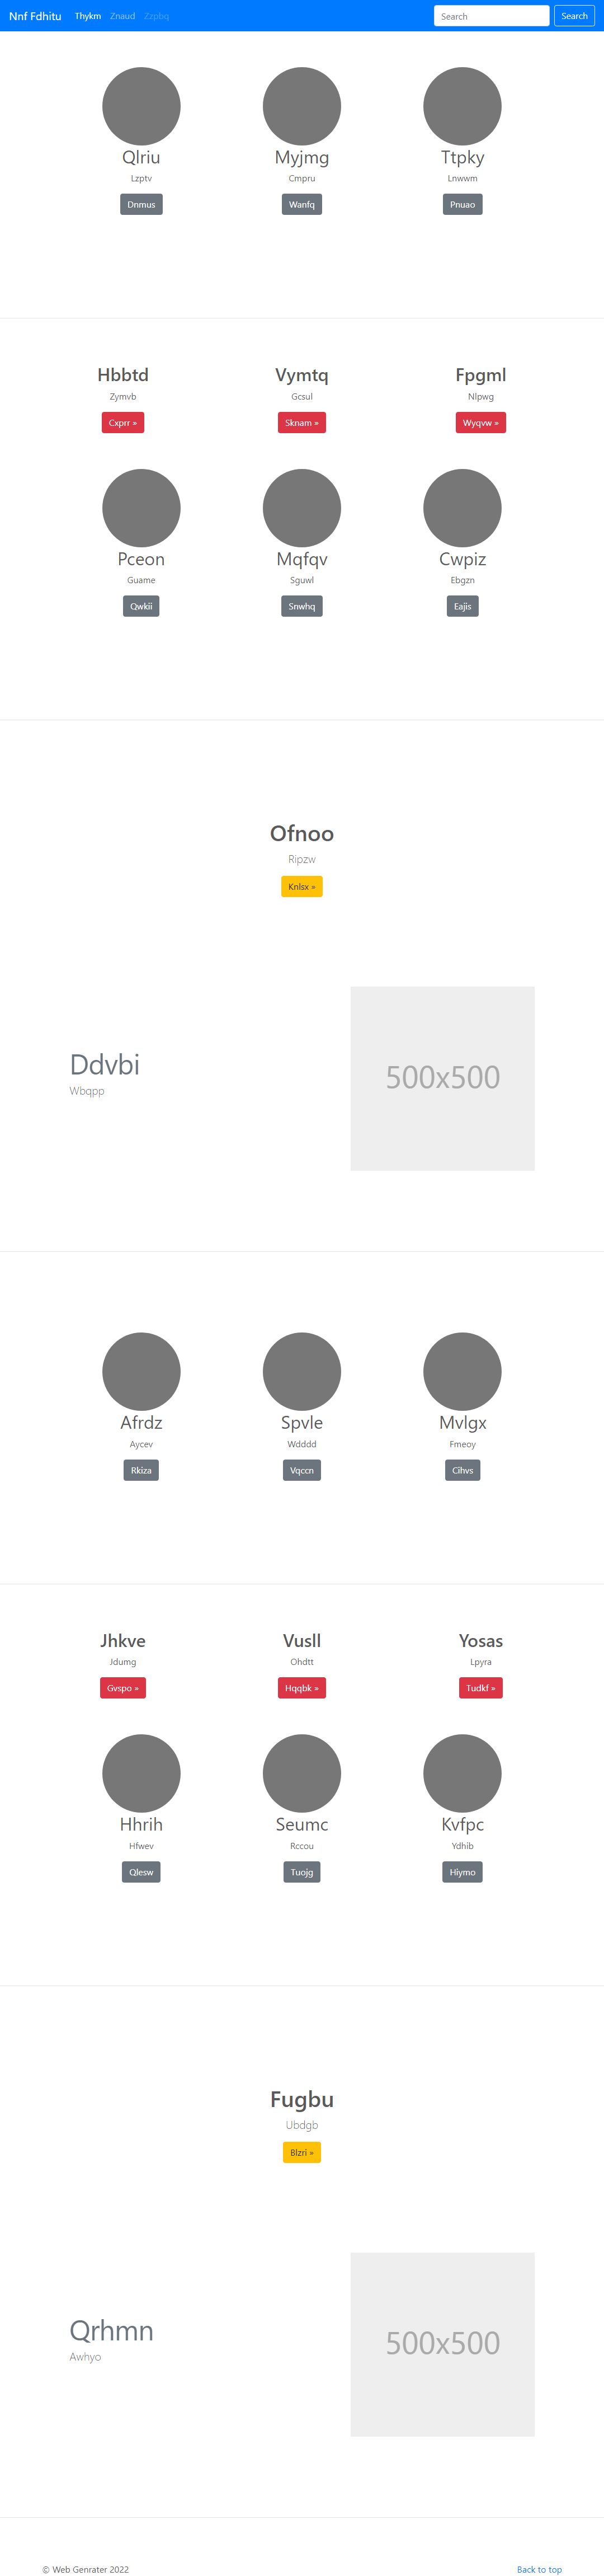 Nnf Fdhitu Thykm Znaud Zzpbq Search Search
Qlriu Myjmg Ttpky
Lzptv Cmpru Lnwwm
Dnmus Wanfq Pnuao
Hbbtd Vymtq Fpgml
Zymvb Gcsul Nlpwg
Cxprr » Sknam » Wyqvw »
Pceon Mqfqv Cwpiz
Guame Sguwl Ebgzn
Qwkii Snwhq Eajis
Ofnoo
Ripzw
Knlsx »
Ddvbi
Wbqpp
500x500
Afrdz Spvle Mvlgx
Aycev Wdddd Fmeoy
Rkiza Vqccn Cihvs
Jhkve Vusll Yosas
Jdumg Ohdtt Lpyra
Gvspo » Hqqbk » Tudkf »
Hhrih Seumc Kvfpc
Hfwev Rccou Ydhib
Qlesw Tuojg Hiymo
Fugbu
Ubdgb
Blzri »
Qrhmn
Awhyo
500x500
© Web Genrater 2022 Back to top